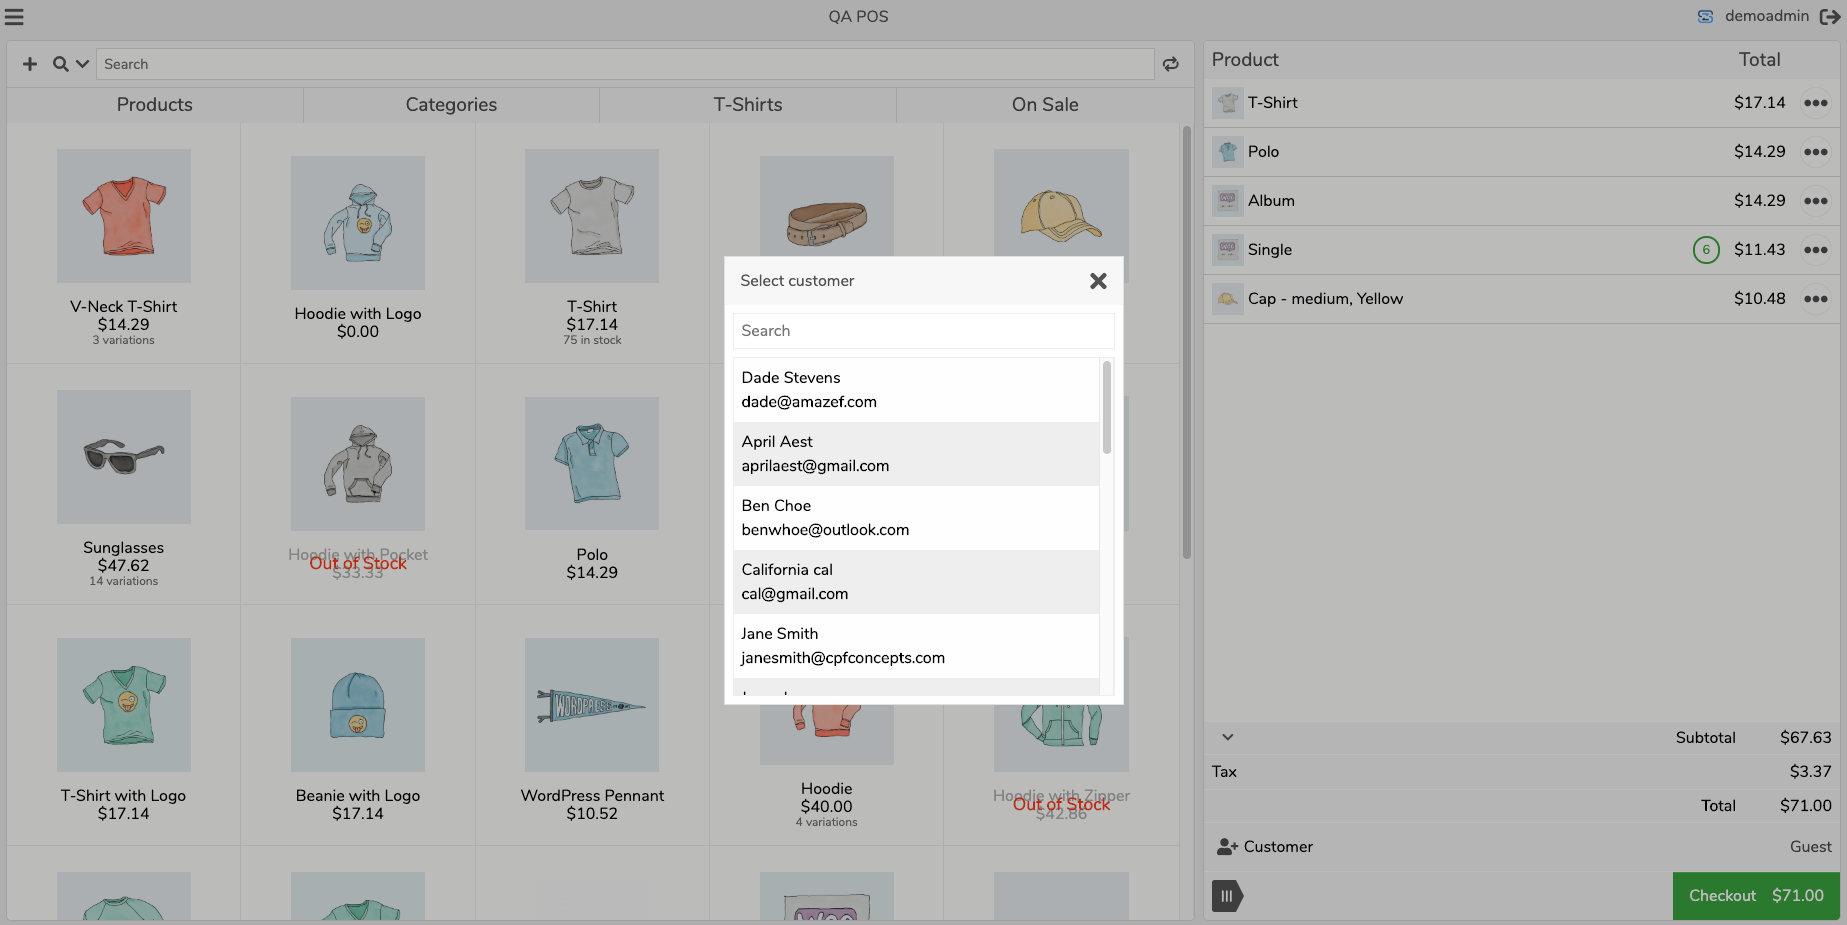 QA POS
demoadmin
Search
Products
Categories
T-Shirts
On Sale
V-Neck T-Shirt
$14.29
3 variations
Hoodie with Logo
$0.00
T-Shirt
$17.14
75 in stock
Sunglasses
$47.62
14 variations
Hoodie with Pocket
Out of Stock
$33.33
Polo
$14.29
T-Shirt with Logo
$17.14
Beanie with Logo
$17.14
WORDPRESS
WordPress Pennant
$10.52
Hoodie
$40.00
4 variations
Hoodie with Zipper
Out of Stock
$42.86
Select customer
Search
Dade Stevens
dade@amazef.com
April Aest
aprilaest@gmail.com
Ben Choe
benwhoe@outlook.com
California cal
cal@gmail.com
Jane Smith
janesmith@cpfconcepts.com
Product
Total
T-Shirt
$17.14
Polo
$14.29
Album
$14.29
Single
6
$11.43
Cap - medium, Yellow
$10.48
Subtotal
$67.63
Tax
$3.37
Total
$71.00
Customer
Guest
Checkout
$71.00